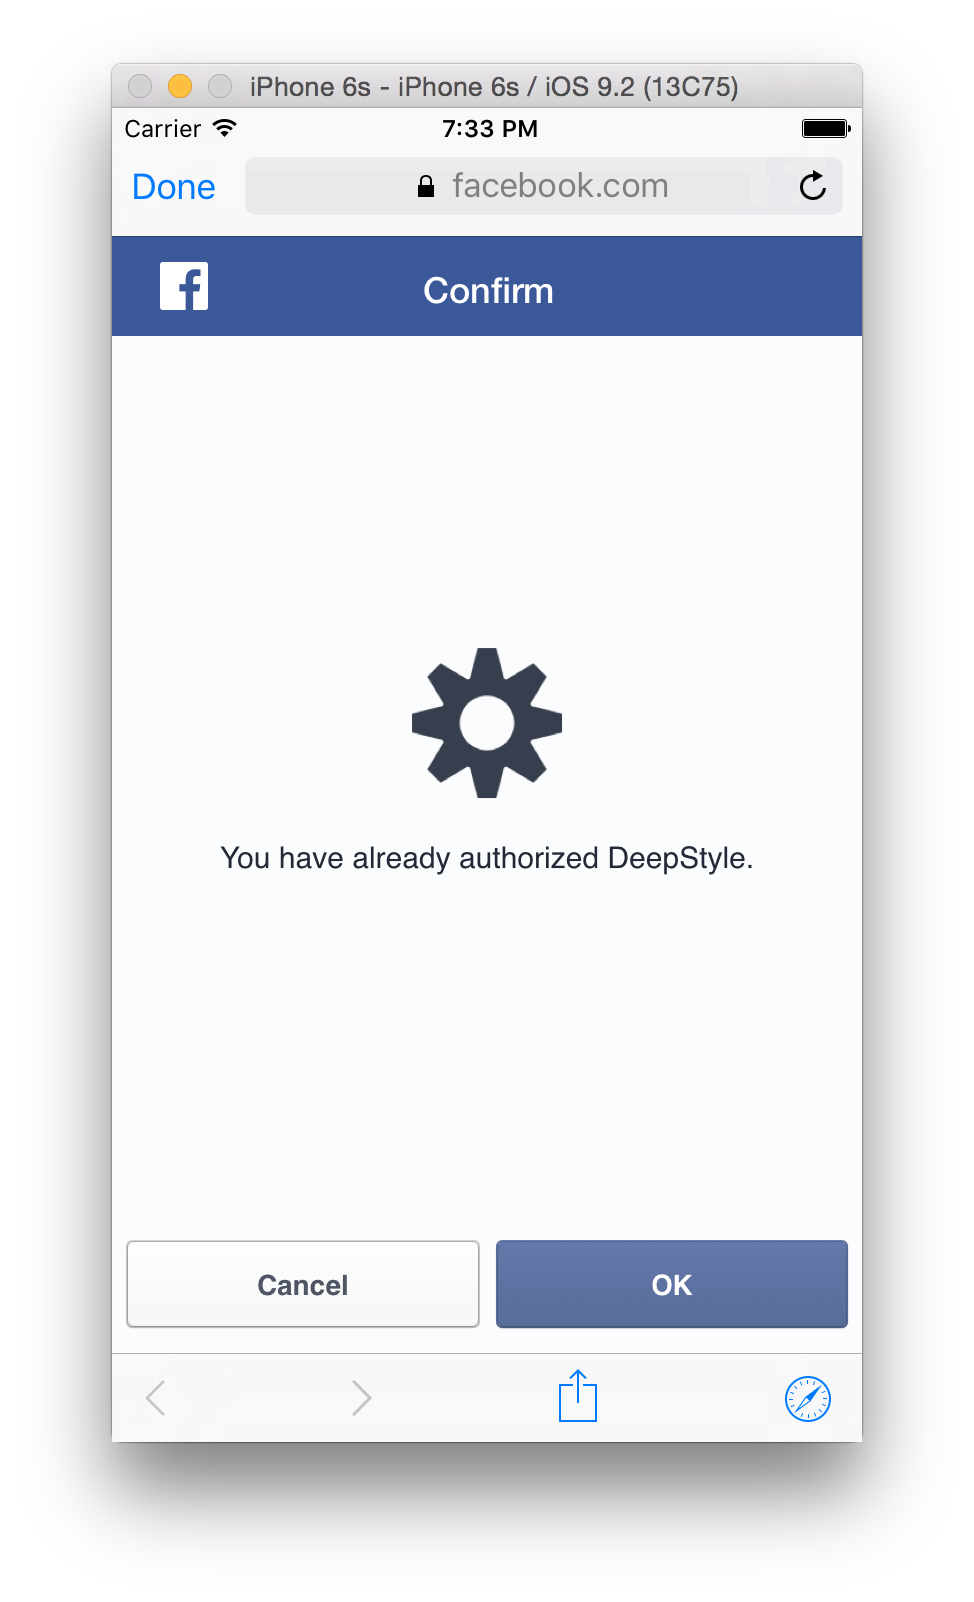 iPhone 6s - iPhone 6s / iOS 9.2 (13C75)
Carrier 7:33 PM
Done facebook.com
Confirm
You have already authorized DeepStyle.
Cancel OK